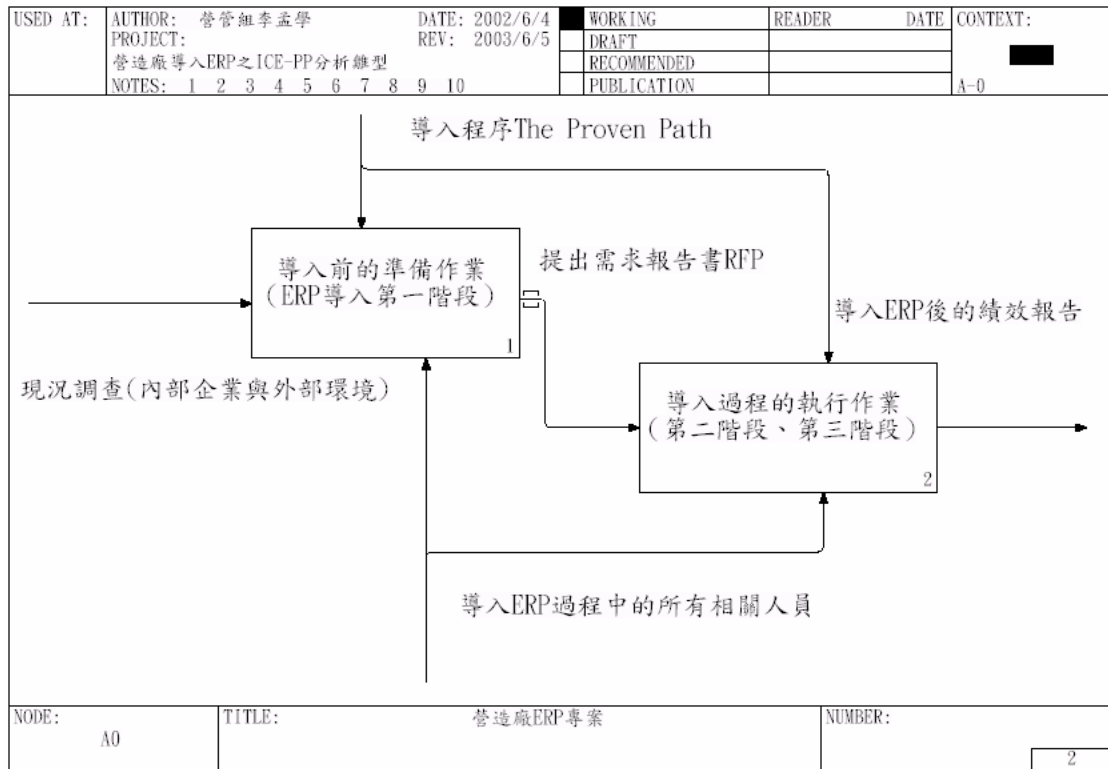 USED AT:
AUTHOR: 營管組李孟學
DATE: 2002/6/4
PROJECT:
REV: 2003/6/5
營造廠導入ERP之ICE-PP分析雛型
NOTES: 1 2 3 4 5 6 7 8 9 10
WORKING
DRAFT
RECOMMENDED
PUBLICATION
READER DATE
CONTEXT:
A-0
導入程序The Proven Path
導入前的準備作業
(ERP導入第一階段)
1
提出需求報告書RFP
導入ERP後的績效報告
現況調查(內部企業與外部環境)
導入過程的執行作業
(第二階段、第三階段)
2
導入ERP過程中的所有相關人員
NODE:
A0
TITLE:
營造廠ERP專案
NUMBER:
2